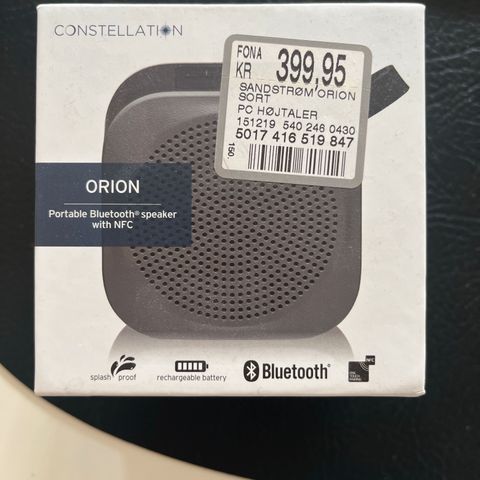 CONSTELLATION
FONA
KR 399,95
SANDSTRØM ORION
SORT
PC HØJTALER
151219 540 246 0430
5017 416 519 847
150
ORION
Portable Bluetooth® speaker
with NFC
splash proof
rechargeable battery
Bluetooth®